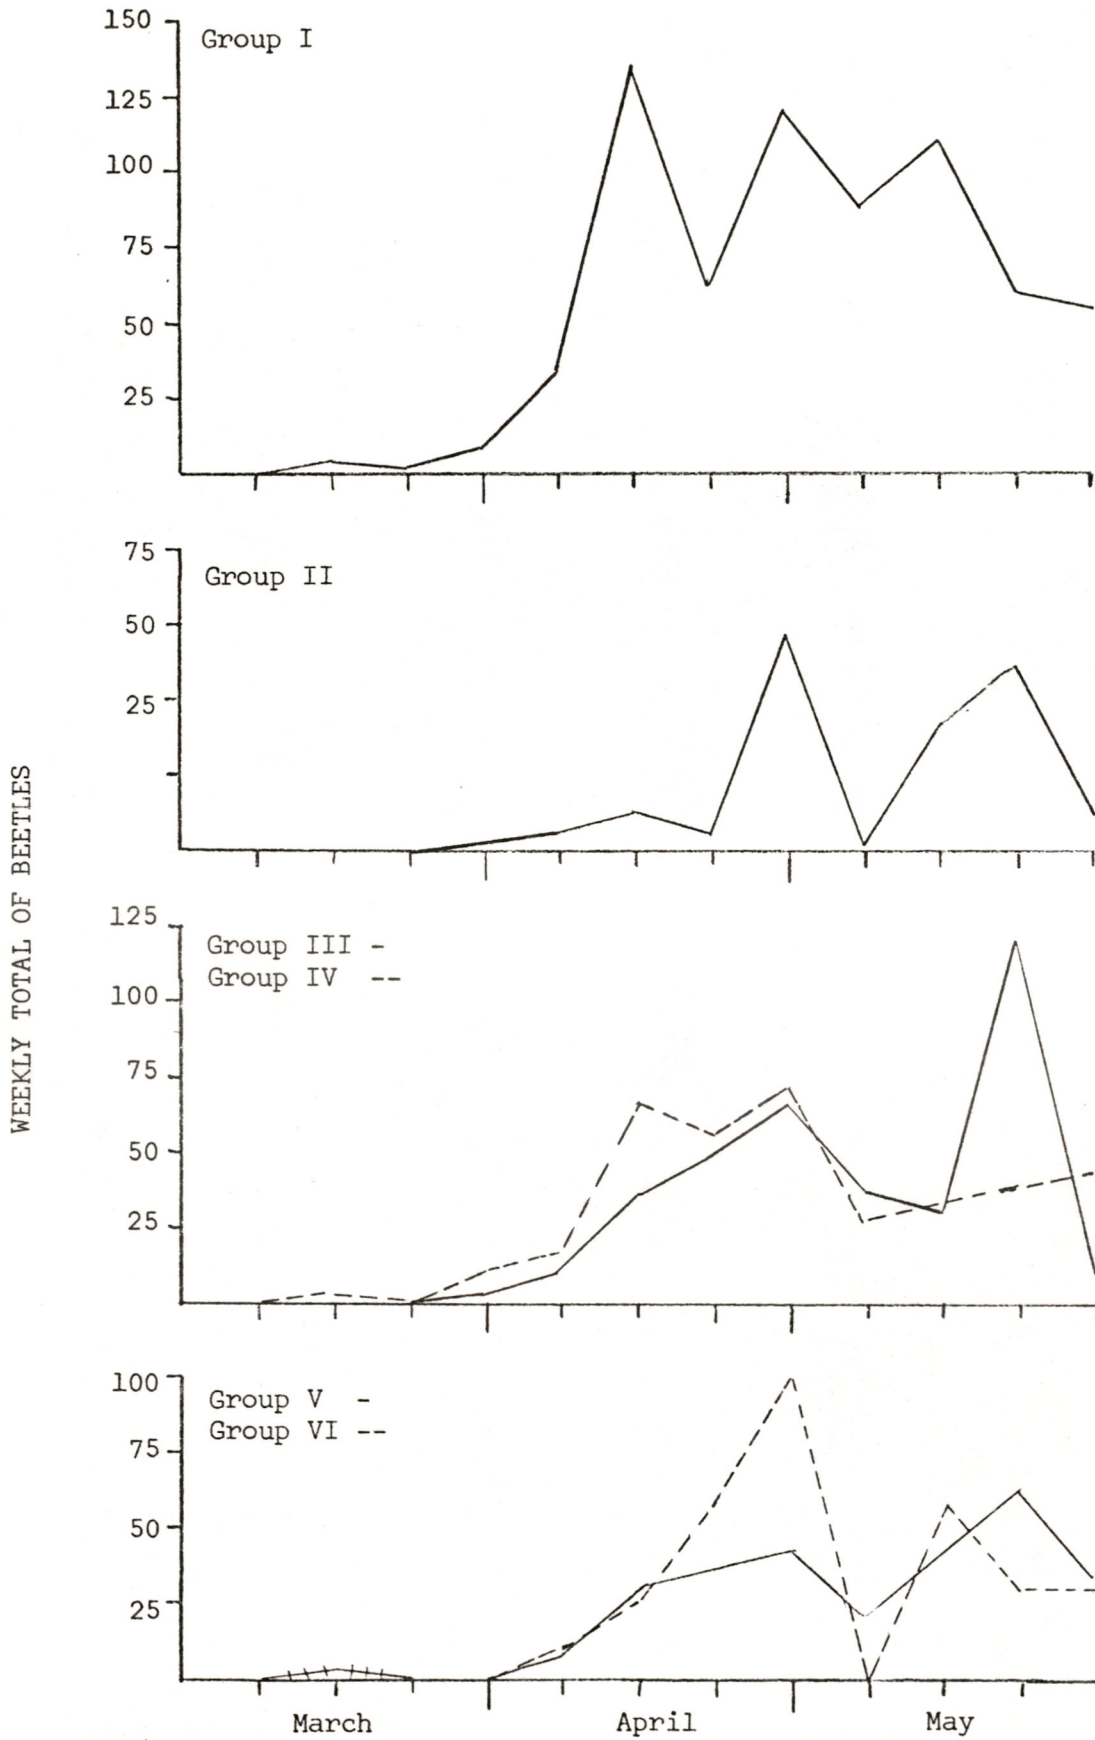 WEEKLY TOTAL OF BEETLES
150
Group I
125
100
75
50
25
75
Group II
50
25
125
Group III -
Group IV --
100
75
50
25
100
Group V -
Group VI --
75
50
25
March April May